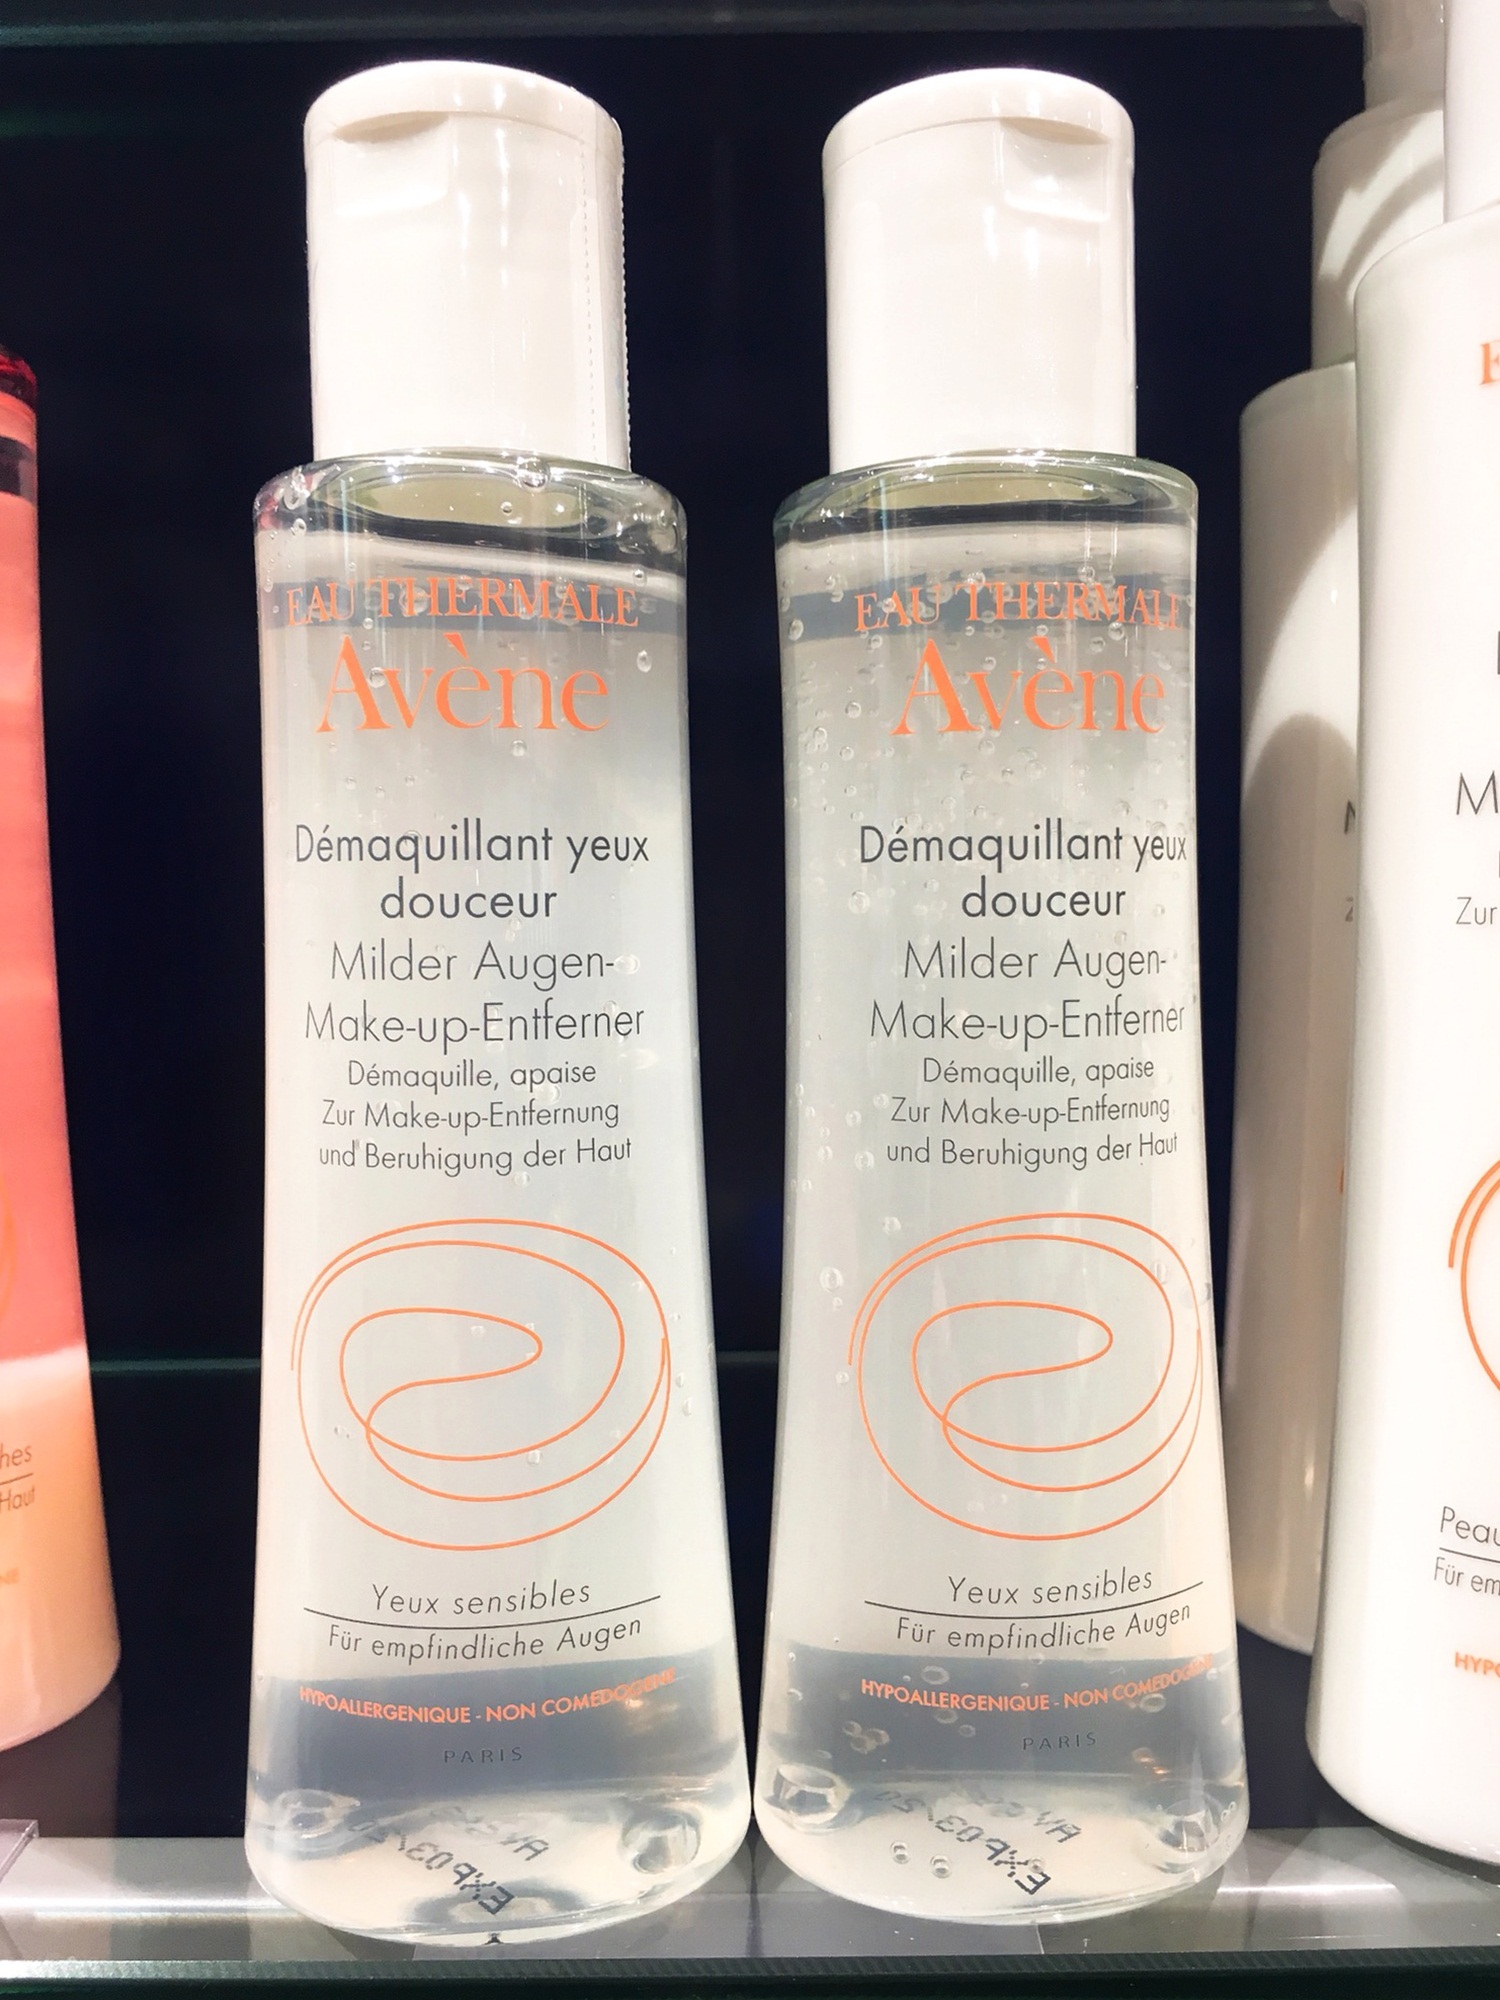 EAU THERMALE
Avène
Démaquillant yeux
douceur
Milder Augen-
Make-up-Entferner
Démaquille, apaise
Zur Make-up-Entfernung
und Beruhigung der Haut
Yeux sensibles
Für empfindliche Augen
HYPOALLERGENIQUE - NON COMEDOGENE
PARIS
EAU THERMALE
Avène
Démaquillant yeux
douceur
Milder Augen-
Make-up-Entferner
Démaquille, apaise
Zur Make-up-Entfernung
und Beruhigung der Haut
Yeux sensibles
Für empfindliche Augen
HYPOALLERGENIQUE - NON COMEDOGENE
PARIS
Haut
Zur
Für